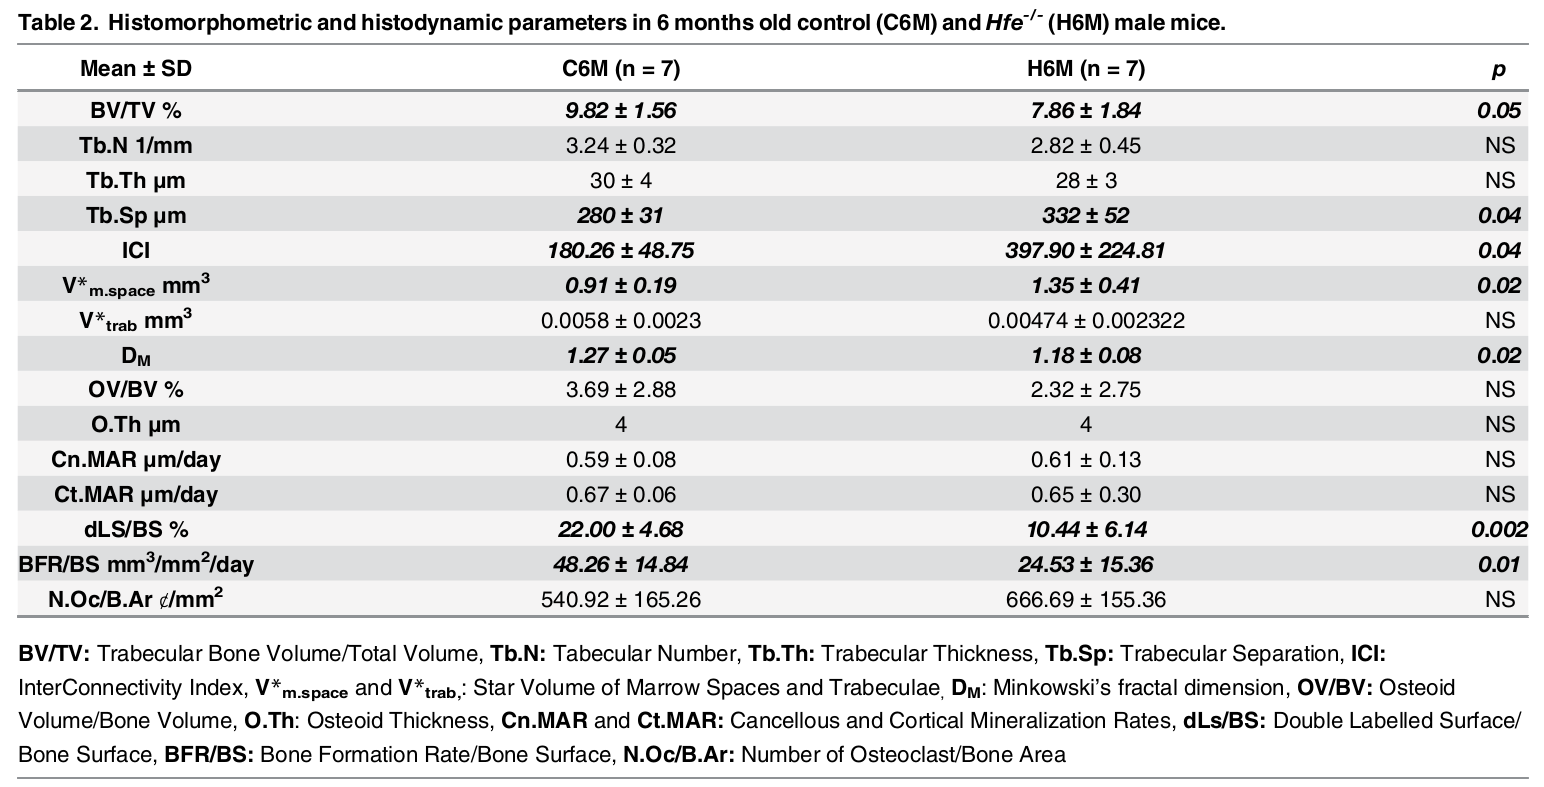 Table 2. Histomorphometric and histodynamic parameters in 6 months old control (C6M) and Hfe-/- (H6M) male mice.
Mean ± SD C6M (n = 7) H6M (n = 7) p
BV/TV % 9.82 ± 1.56 7.86 ± 1.84 0.05
Tb.N 1/mm 3.24 ± 0.32 2.82 ± 0.45 NS
Tb.Th µm 30 ± 4 28 ± 3 NS
Tb.Sp µm 280 ± 31 332 ± 52 0.04
ICI 180.26 ± 48.75 397.90 ± 224.81 0.04
V*m.space mm3 0.91 ± 0.19 1.35 ± 0.41 0.02
V*trab mm3 0.0058 ± 0.0023 0.00474 ± 0.002322 NS
DM 1.27 ± 0.05 1.18 ± 0.08 0.02
OV/BV % 3.69 ± 2.88 2.32 ± 2.75 NS
O.Th µm 4 4 NS
Cn.MAR µm/day 0.59 ± 0.08 0.61 ± 0.13 NS
Ct.MAR µm/day 0.67 ± 0.06 0.65 ± 0.30 NS
dLS/BS % 22.00 ± 4.68 10.44 ± 6.14 0.002
BFR/BS mm3/mm2/day 48.26 ± 14.84 24.53 ± 15.36 0.01
N.Oc/B.Ar ¢/mm2 540.92 ± 165.26 666.69 ± 155.36 NS
BV/TV: Trabecular Bone Volume/Total Volume, Tb.N: Tabecular Number, Tb.Th: Trabecular Thickness, Tb.Sp: Trabecular Separation, ICI:
InterConnectivity Index, V*m.space and V*trab,: Star Volume of Marrow Spaces and Trabeculae, DM: Minkowski's fractal dimension, OV/BV: Osteoid
Volume/Bone Volume, O.Th: Osteoid Thickness, Cn.MAR and Ct.MAR: Cancellous and Cortical Mineralization Rates, dLs/BS: Double Labelled Surface/
Bone Surface, BFR/BS: Bone Formation Rate/Bone Surface, N.Oc/B.Ar: Number of Osteoclast/Bone Area